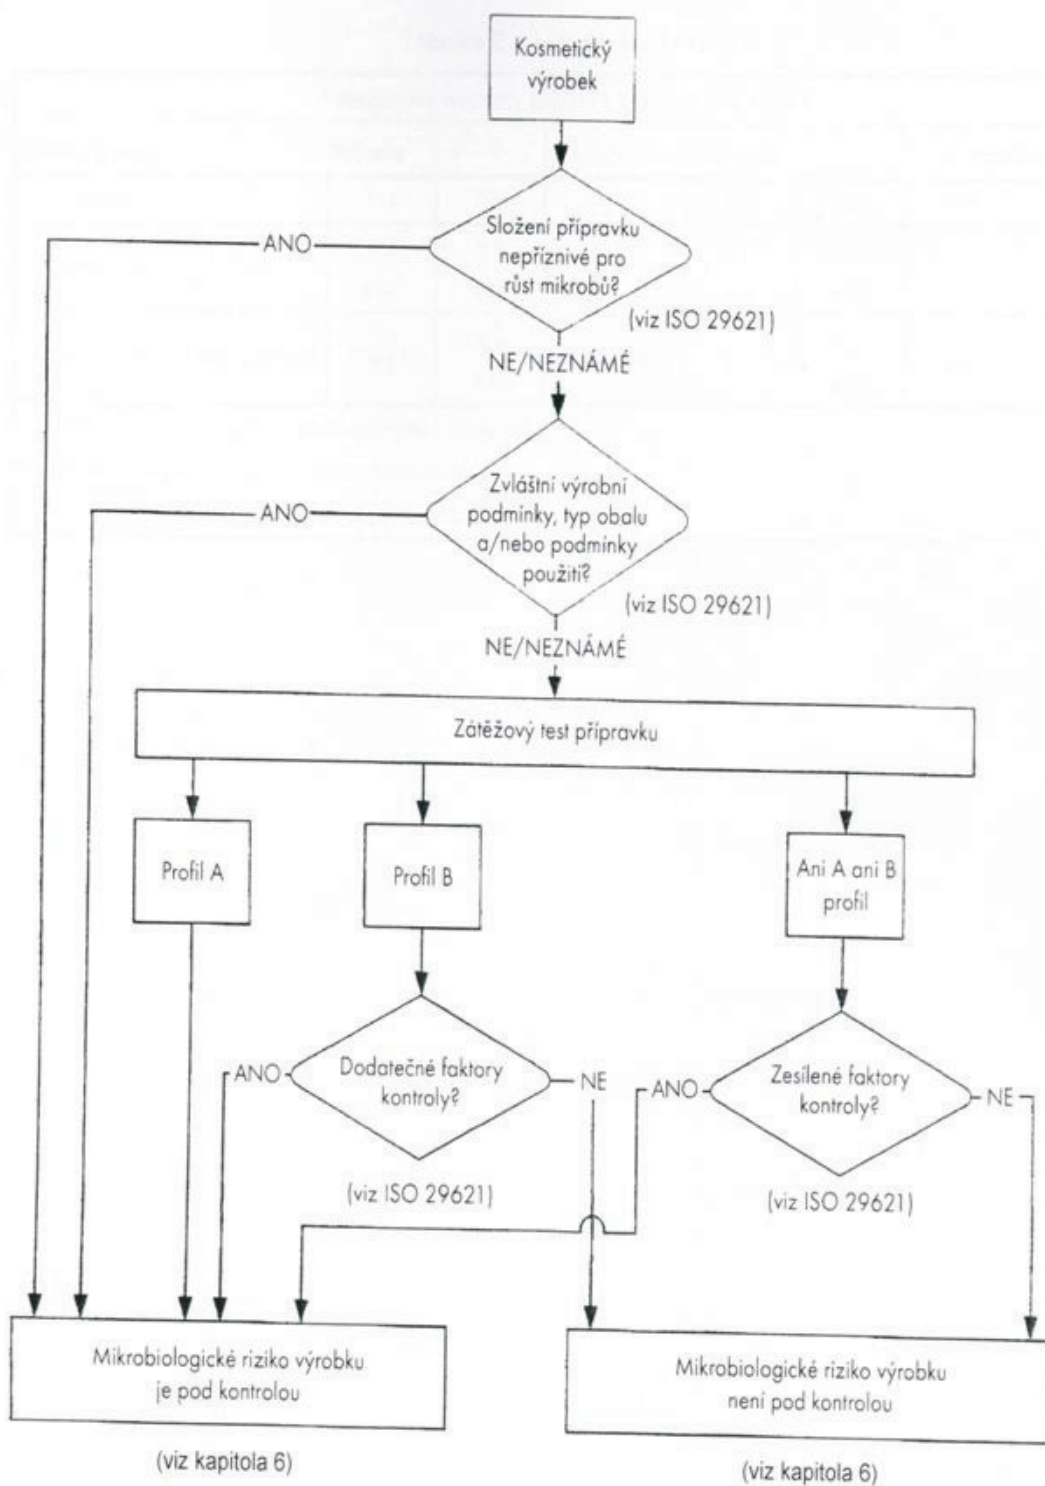 Kosmetický
výrobek
Složení přípravku
nepříznivé pro
růst mikrobů?
ANO
(viz ISO 29621)
NE/NEZNÁMÉ
Zvláštní výrobní
podmínky, typ obalu
a/nebo podmínky
použití?
ANO
(viz ISO 29621)
NE/NEZNÁMÉ
Zátěžový test přípravku
Profil A
Profil B
Ani A ani B
profil
ANO
Dodatečné faktory
kontroly?
NE
ANO
Zesílené faktory
kontroly?
NE
(viz ISO 29621)
(viz ISO 29621)
Mikrobiologické riziko výrobku
je pod kontrolou
Mikrobiologické riziko výrobku
není pod kontrolou
(viz kapitola 6)
(viz kapitola 6)